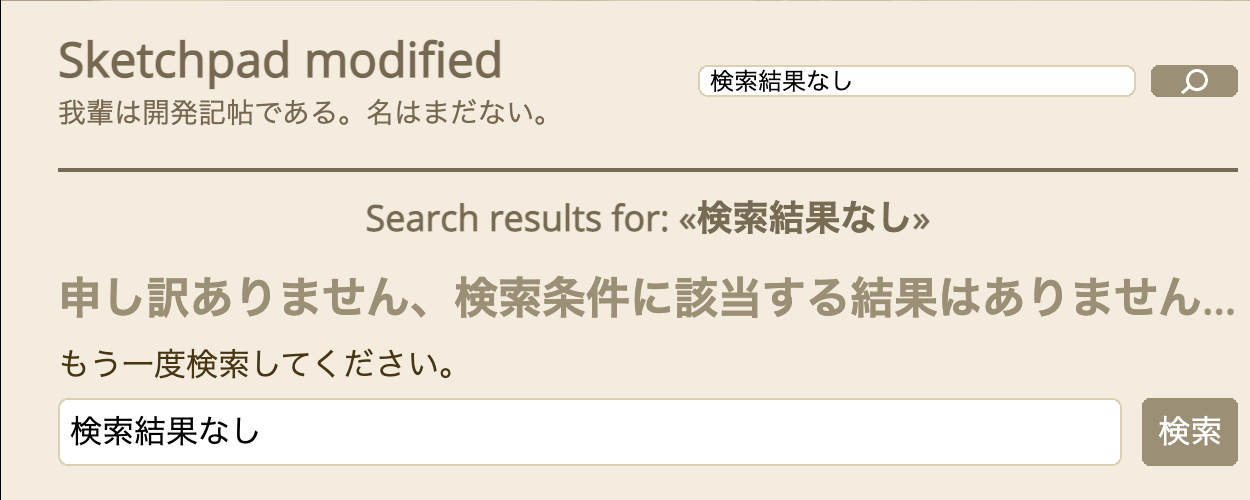 Sketchpad modified
我輩は開発記帖である。名はまだない。
検索結果なし
Search results for: «検索結果なし»
申し訳ありません、検索条件に該当する結果はありません...
もう一度検索してください。
検索結果なし
検索